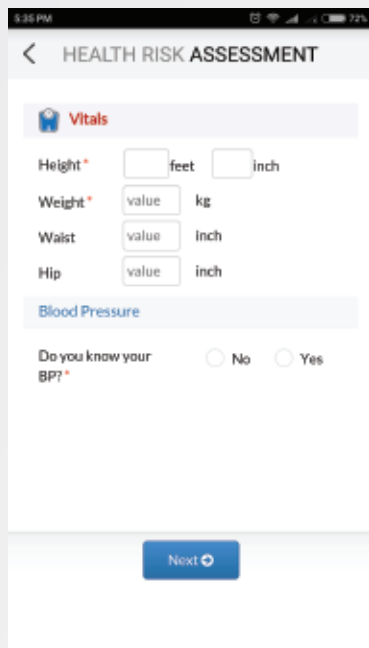 5:35 PM 72%
HEALTH RISK ASSESSMENT
Vitals
Height* feet inch
Weight* value kg
Waist value inch
Hip value inch
Blood Pressure
Do you know your No Yes
BP?*
Next